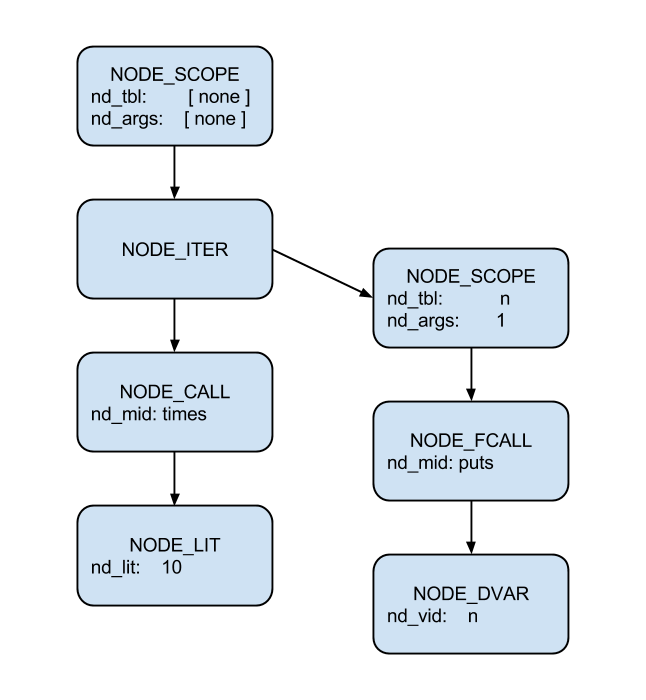 NODE_SCOPE
nd_tbl: [ none ]
nd_args: [ none ]
NODE_ITER
NODE_CALL
nd_mid: times
NODE_LIT
nd_lit: 10
NODE_SCOPE
nd_tbl: n
nd_args: 1
NODE_FCALL
nd_mid: puts
NODE_DVAR
nd_vid: n